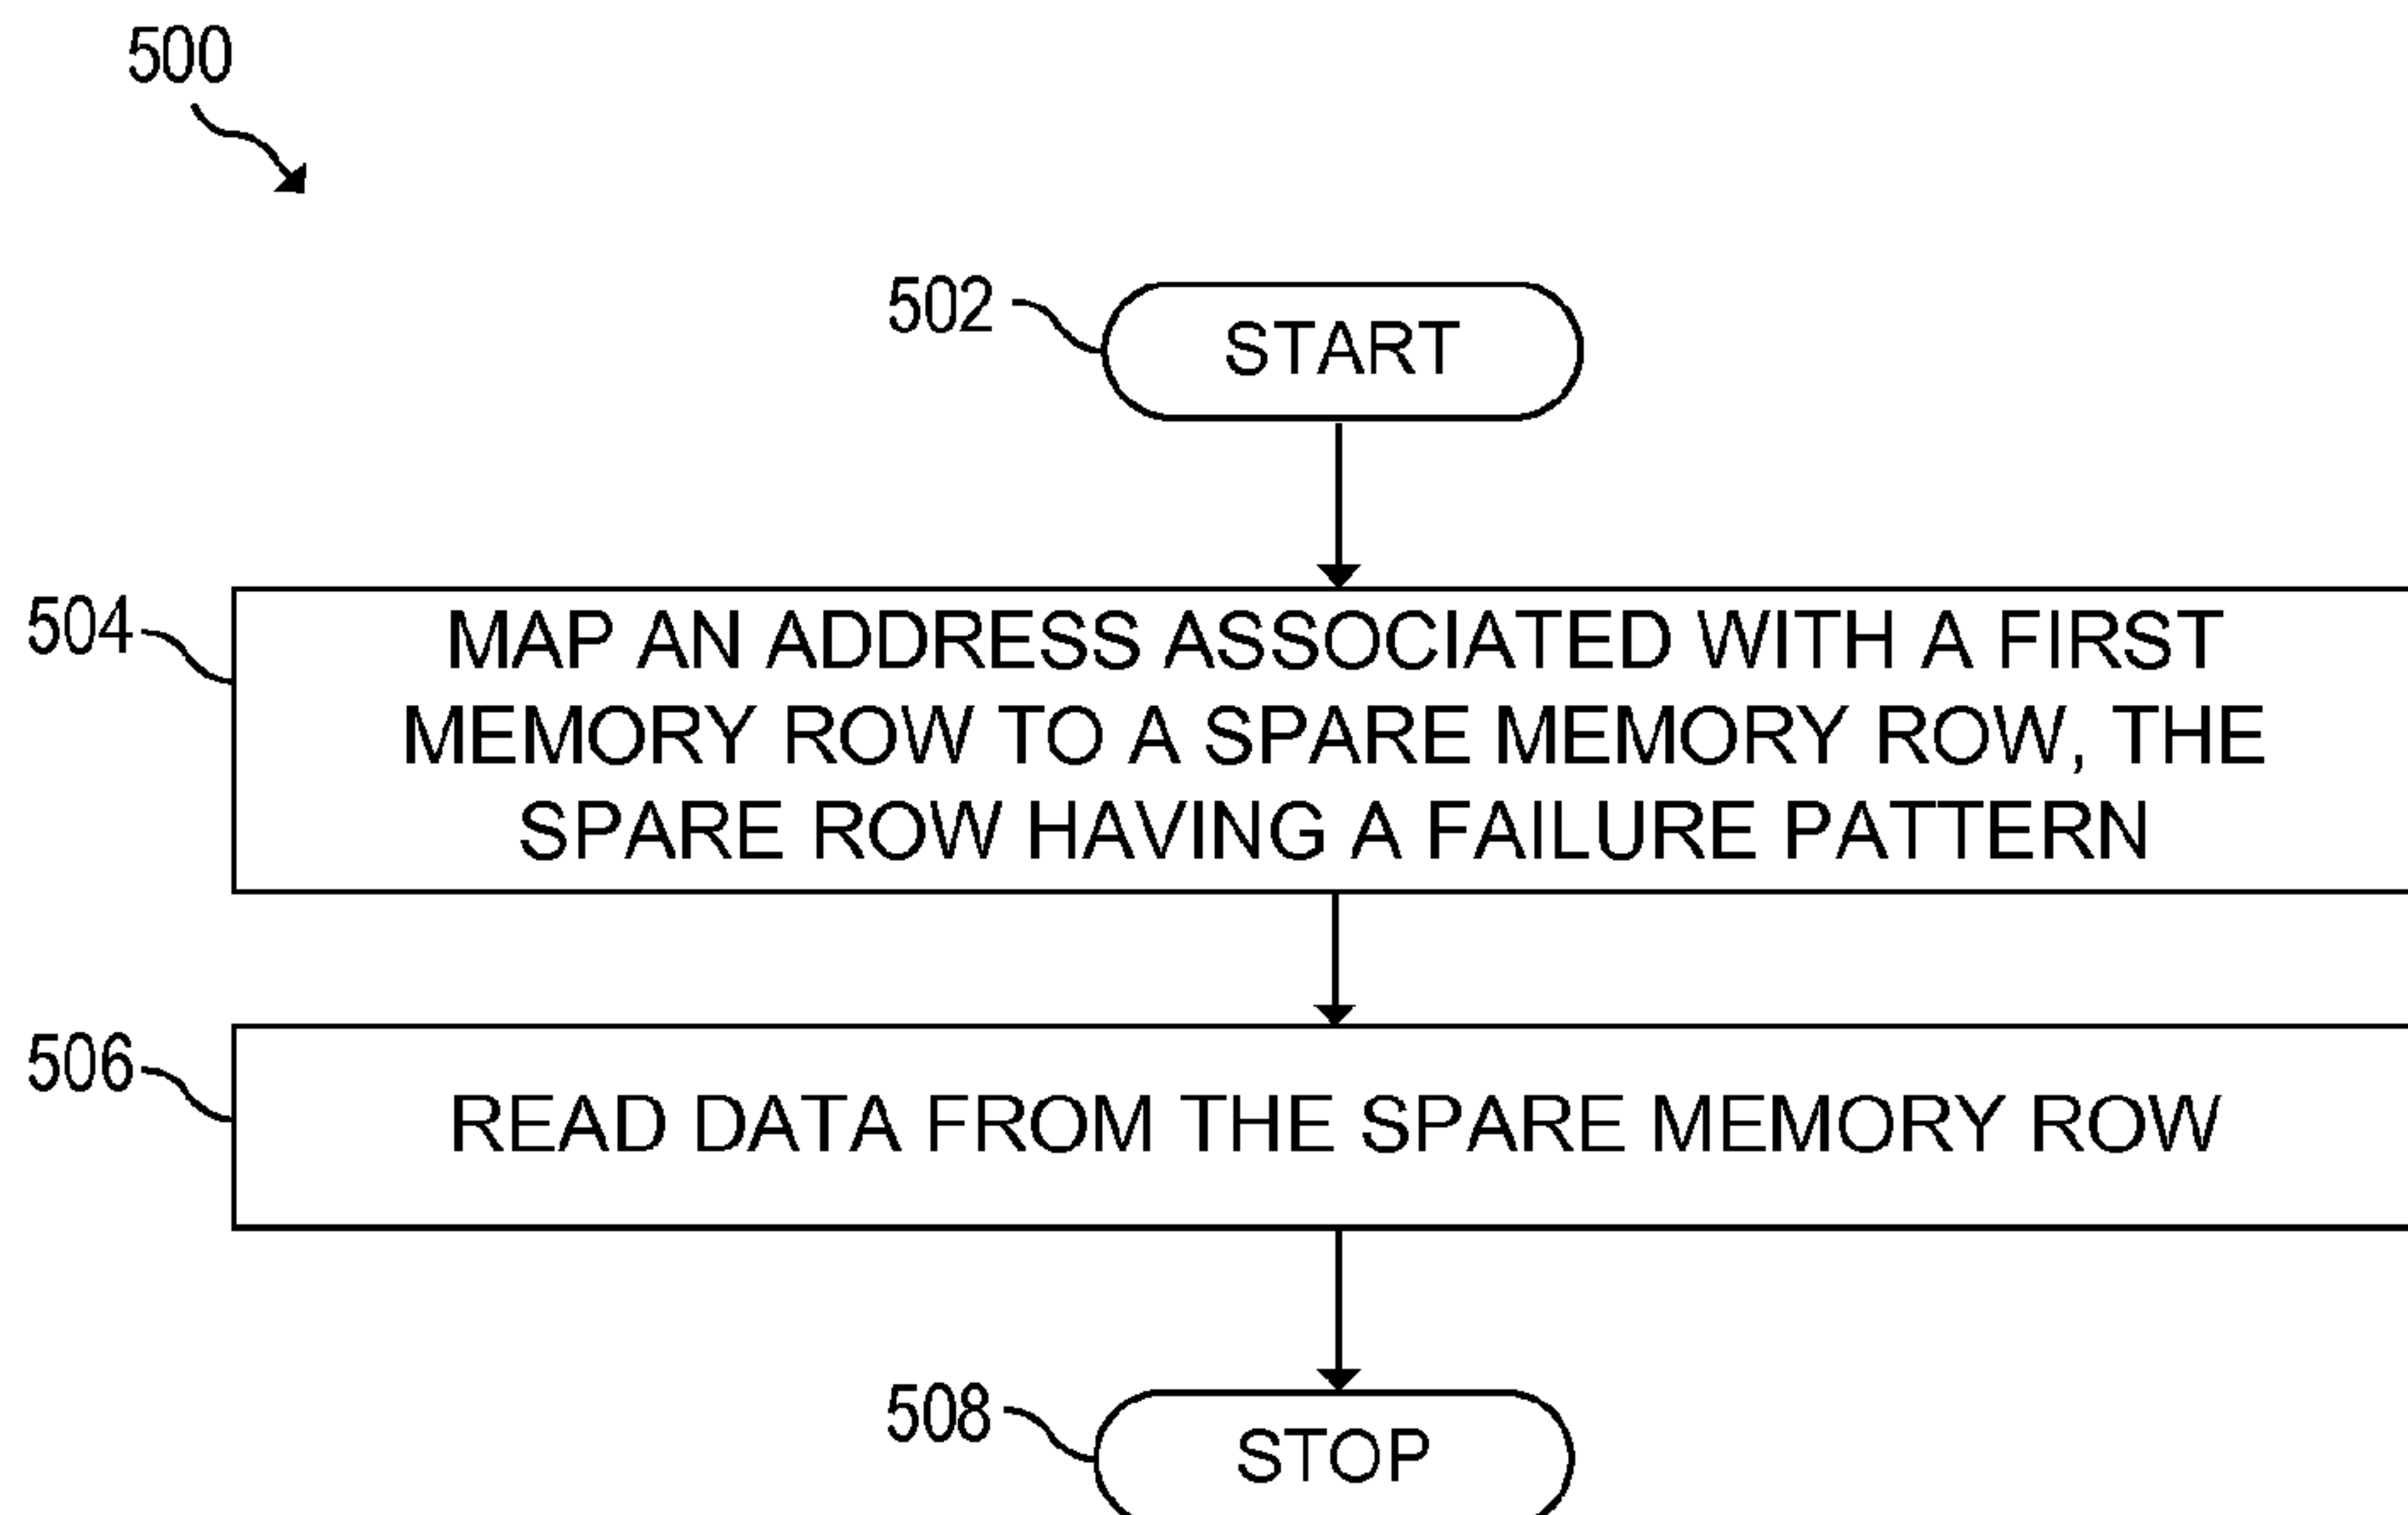 500
502
START
504
MAP AN ADDRESS ASSOCIATED WITH A FIRST
MEMORY ROW TO A SPARE MEMORY ROW, THE
SPARE ROW HAVING A FAILURE PATTERN
506
READ DATA FROM THE SPARE MEMORY ROW
508
STOP